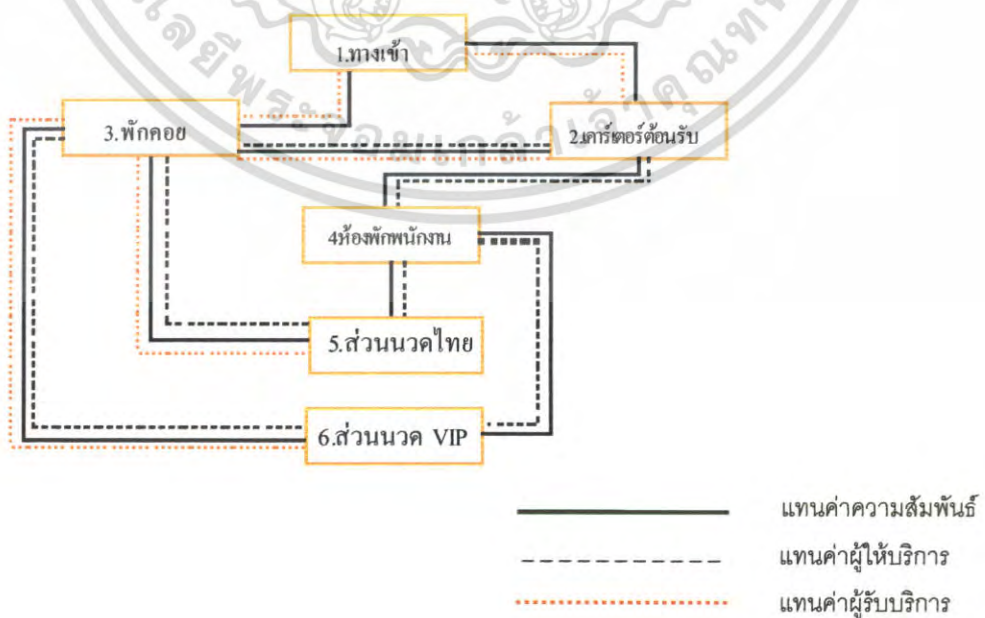 1.ทางเข้า
3.พักคอย
2.เคาร์เตอร์ต้อนรับ
4ห้องพักพนักงาน
5.ส่วนนวดไทย
6.ส่วนนวด VIP
แทนค่าความสัมพันธ์
แทนค่าผู้ให้บริการ
แทนค่าผู้รับบริการ